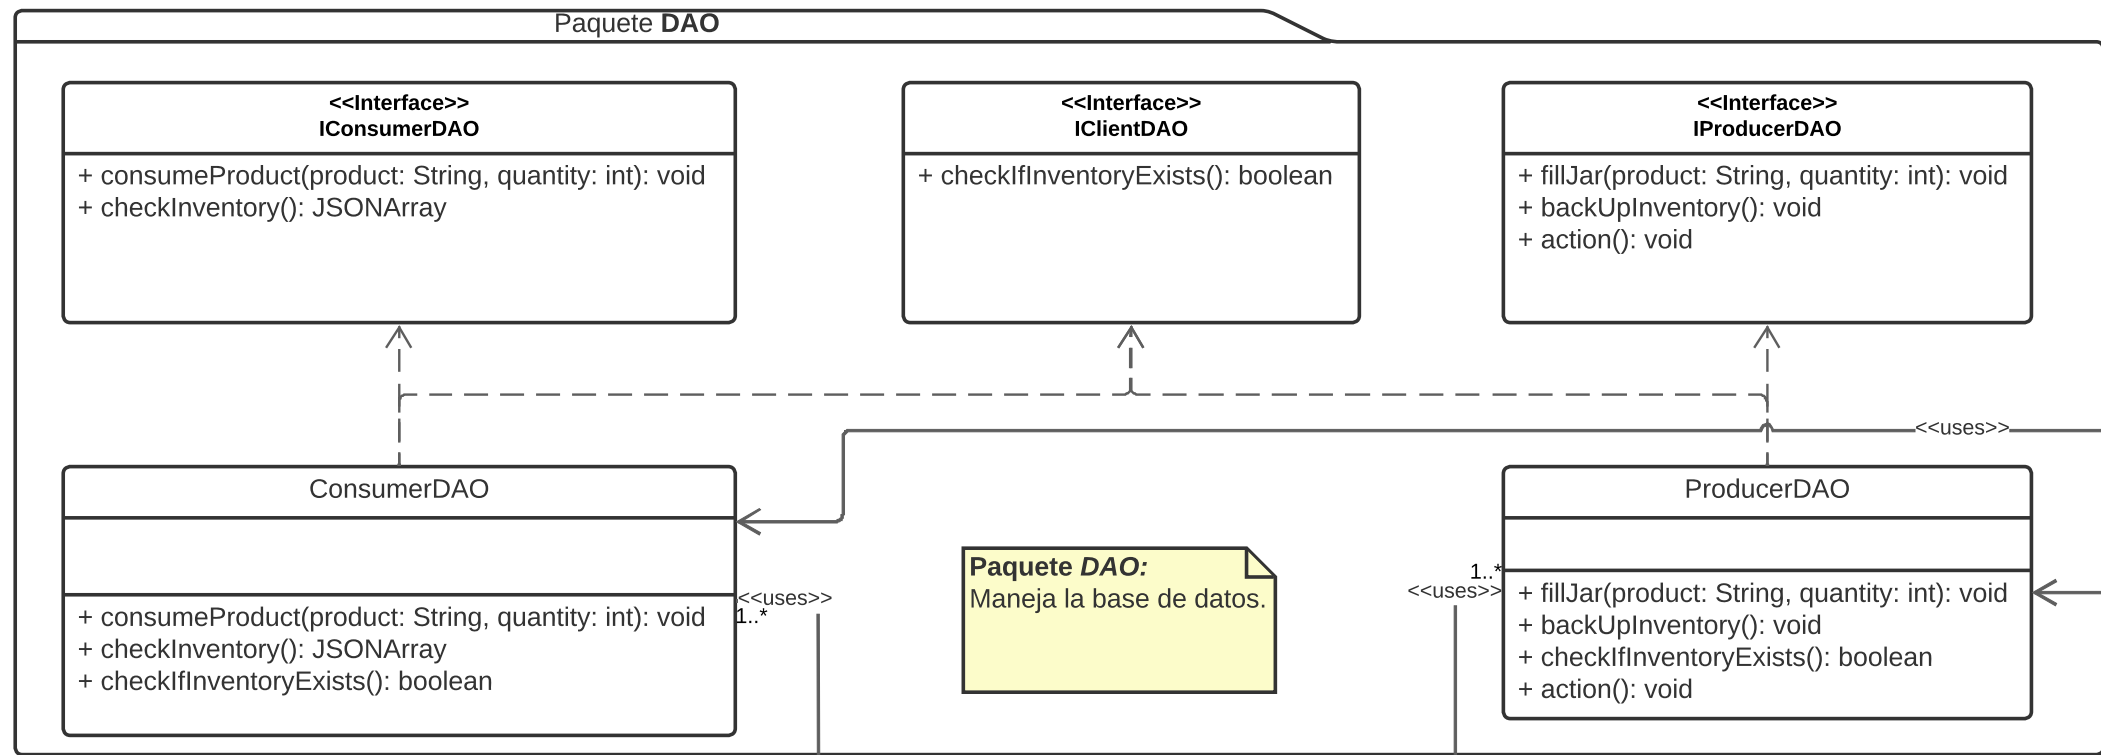 Paquete DAO
<<Interface>>
IConsumerDAO
+ consumeProduct(product: String, quantity: int): void
+ checkInventory(): JSONArray
<<Interface>>
IClientDAO
+ checkIfInventoryExists(): boolean
<<Interface>>
IProducerDAO
+ fillJar(product: String, quantity: int): void
+ backUpInventory(): void
+ action(): void
<<uses>>
ConsumerDAO
+ consumeProduct(product: String, quantity: int): void
+ checkInventory(): JSONArray
+ checkIfInventoryExists(): boolean
<<uses>>
1..*
Paquete DAO:
Maneja la base de datos.
1..*
<<uses>>
ProducerDAO
+ fillJar(product: String, quantity: int): void
+ backUpInventory(): void
+ checkIfInventoryExists(): boolean
+ action(): void